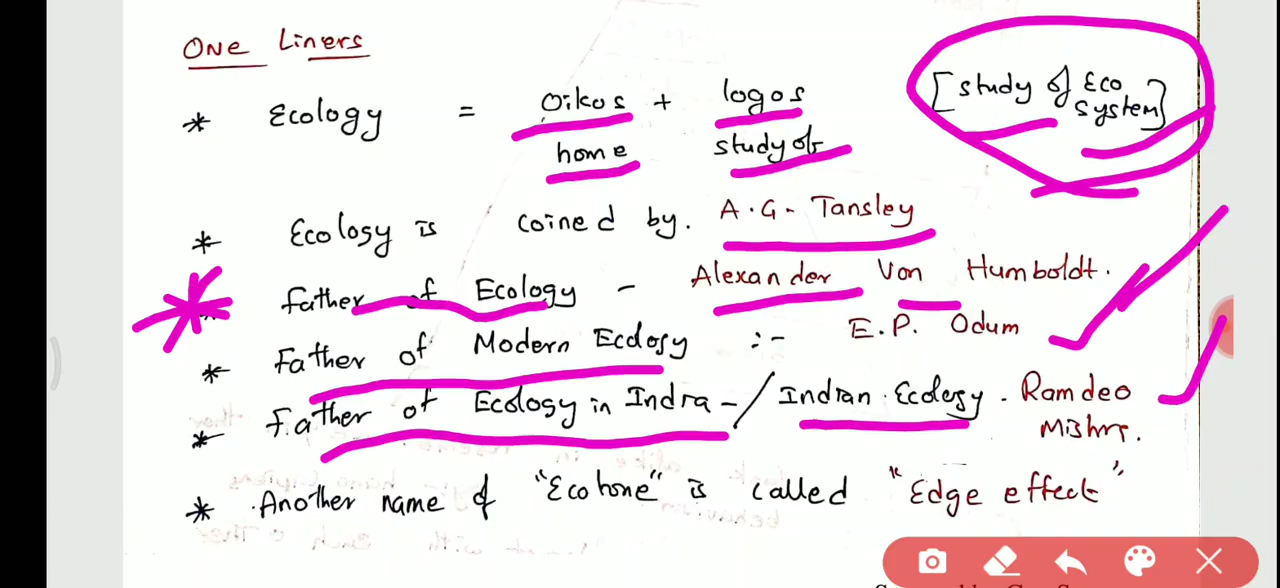 One Liners
* Ecology = Oikos + logos [study of Eco system]
home study of
* Ecology is coined by. A.G. Tansley
* Father of Ecology - Alexander Von Humboldt.
* Father of Modern Ecology :- E.P. Odum
* Father of Ecology in India - / Indian Ecology. Ramdeo
Mishra.
* Another name of "Ecotone" is called "Edge effect"